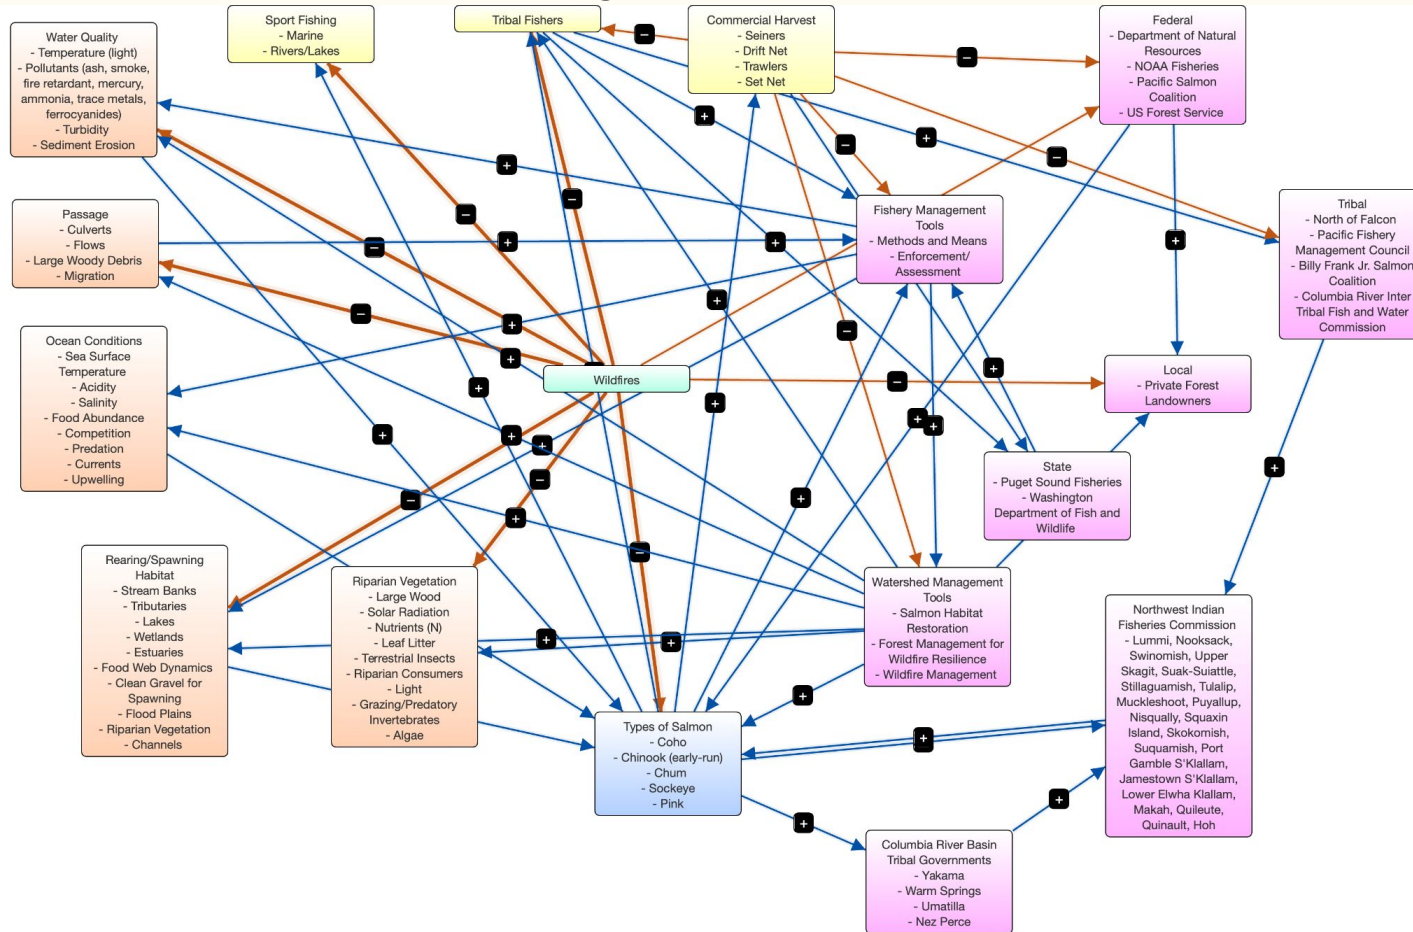 Sport Fishing
- Marine
- Rivers/Lakes
Tribal Fishers
Commercial Harvest
- Seiners
- Drift Net
- Trawlers
- Set Net
Federal
- Department of Natural
Resources
- NOAA Fisheries
- Pacific Salmon
Coalition
- US Forest Service
Water Quality
- Temperature (light)
- Pollutants (ash, smoke,
fire retardant, mercury,
ammonia, trace metals,
ferrocyanides)
- Turbidity
- Sediment Erosion
Passage
- Culverts
- Flows
- Large Woody Debris
- Migration
Fishery Management
Tools
- Methods and Means
- Enforcement/
Assessment
Tribal
- North of Falcon
- Pacific Fishery
Management Council
- Billy Frank Jr. Salmon
Coalition
- Columbia River Inter
Tribal Fish and Water
Commission
Ocean Conditions
- Sea Surface
Temperature
- Acidity
- Salinity
- Food Abundance
- Competition
- Predation
- Currents
- Upwelling
Wildfires
Local
- Private Forest
Landowners
State
- Puget Sound Fisheries
- Washington
Department of Fish and
Wildlife
Rearing/Spawning
Habitat
- Stream Banks
- Tributaries
- Lakes
- Wetlands
- Estuaries
- Food Web Dynamics
- Clean Gravel for
Spawning
- Flood Plains
- Riparian Vegetation
- Channels
Riparian Vegetation
- Large Wood
- Solar Radiation
- Nutrients (N)
- Leaf Litter
- Terrestrial Insects
- Riparian Consumers
- Light
- Grazing/Predatory
Invertebrates
- Algae
Watershed Management
Tools
- Salmon Habitat
Restoration
- Forest Management for
Wildfire Resilience
- Wildfire Management
Northwest Indian
Fisheries Commission
- Lummi, Nooksack,
Swinomish, Upper
Skagit, Suak-Suiattle,
Stillaguamish, Tulalip,
Muckleshoot, Puyallup,
Nisqually, Squaxin
Island, Skokomish,
Suquamish, Port
Gamble S'Klallam,
Jamestown S'Klallam,
Lower Elwha Klallam,
Makah, Quileute,
Quinault, Hoh
Types of Salmon
- Coho
- Chinook (early-run)
- Chum
- Sockeye
- Pink
Columbia River Basin
Tribal Governments
- Yakama
- Warm Springs
- Umatilla
- Nez Perce